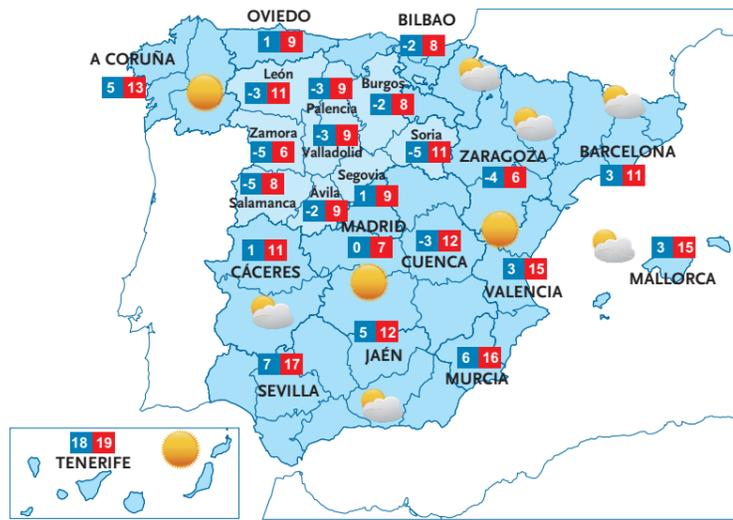 OVIEDO
1 9
BILBAO
-2 8
A CORUÑA
5 13
León
-3 11
-3 9
Palencia
Burgos
-2 8
Zamora
-5 6
-3 9
Valladolid
Soria
-5 11
ZARAGOZA
-4 6
BARCELONA
3 11
-5 8
Salamanca
Ávila
-2 9
Segovia
1 9
MADRID
0 7
-3 12
CUENCA
1 11
CÁCERES
3 15
VALENCIA
3 15
MALLORCA
5 12
JAÉN
7 17
SEVILLA
6 16
MURCIA
18 19
TENERIFE